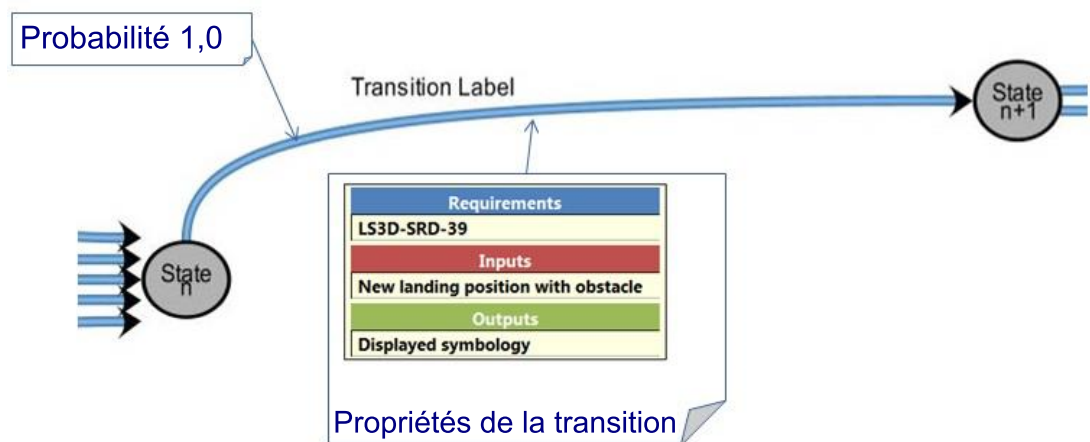 Probabilité 1,0
Transition Label
State
n+1
Requirements
LS3D-SRD-39
Inputs
New landing position with obstacle
Outputs
Displayed symbology
State
n
Propriétés de la transition